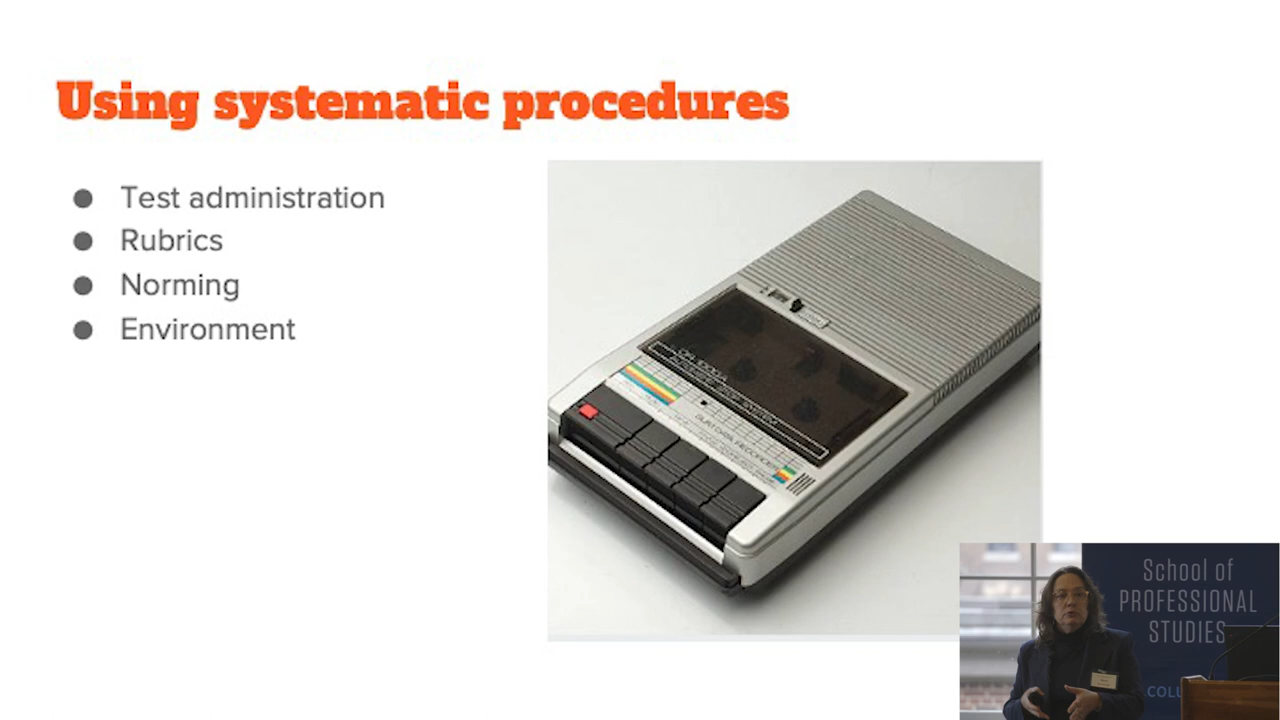 Using systematic procedures
Test administration
Rubrics
Norming
Environment
School of
PROFESSIONAL
STUDIES